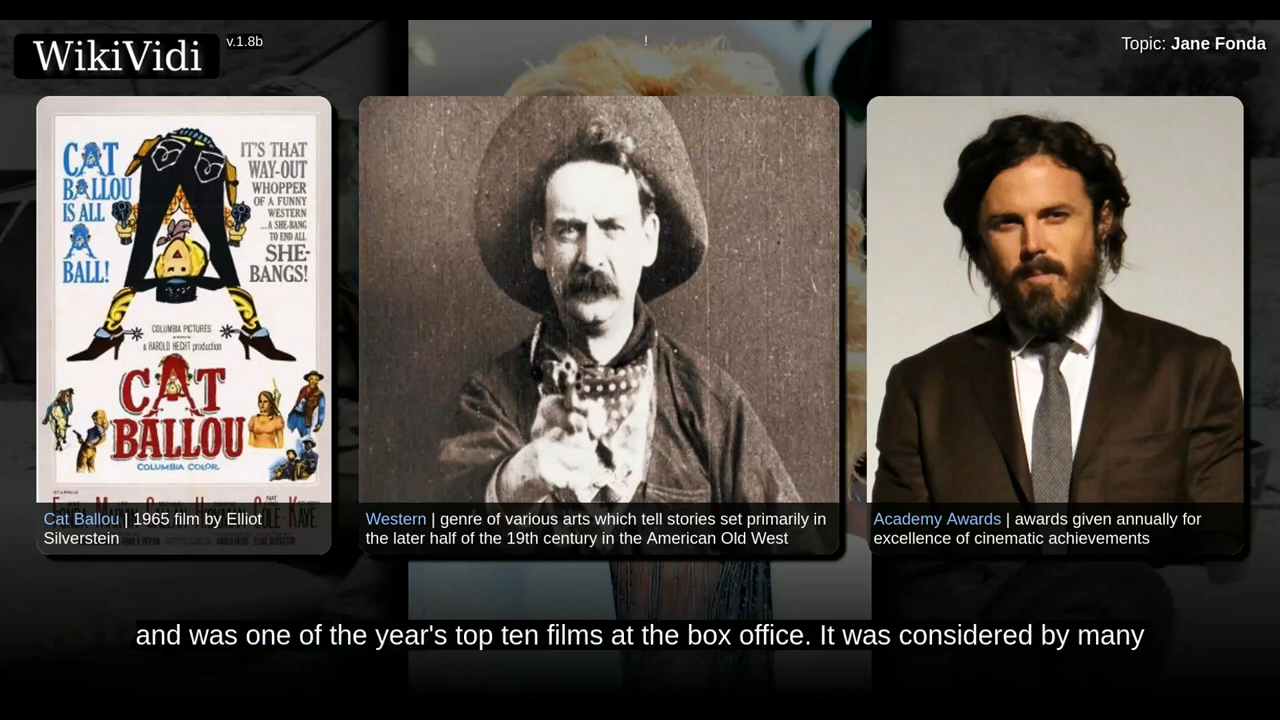 WikiVidi
v.1.8b
!
Topic: Jane Fonda
CAT
BALLOU
IS ALL
A
BALL!
IT'S THAT
WAY-OUT
WHOPPER
OF A FUNNY
WESTERN
...A SHE-BANG
TO END ALL
SHE-
BANGS!
COLUMBIA PICTURES
presents
a HAROLD HECHT production
CAT
BALLOU
COLUMBIA COLOR
Cat Ballou | 1965 film by Elliot
Silverstein
Western | genre of various arts which tell stories set primarily in
the later half of the 19th century in the American Old West
Academy Awards | awards given annually for
excellence of cinematic achievements
and was one of the year's top ten films at the box office. It was considered by many